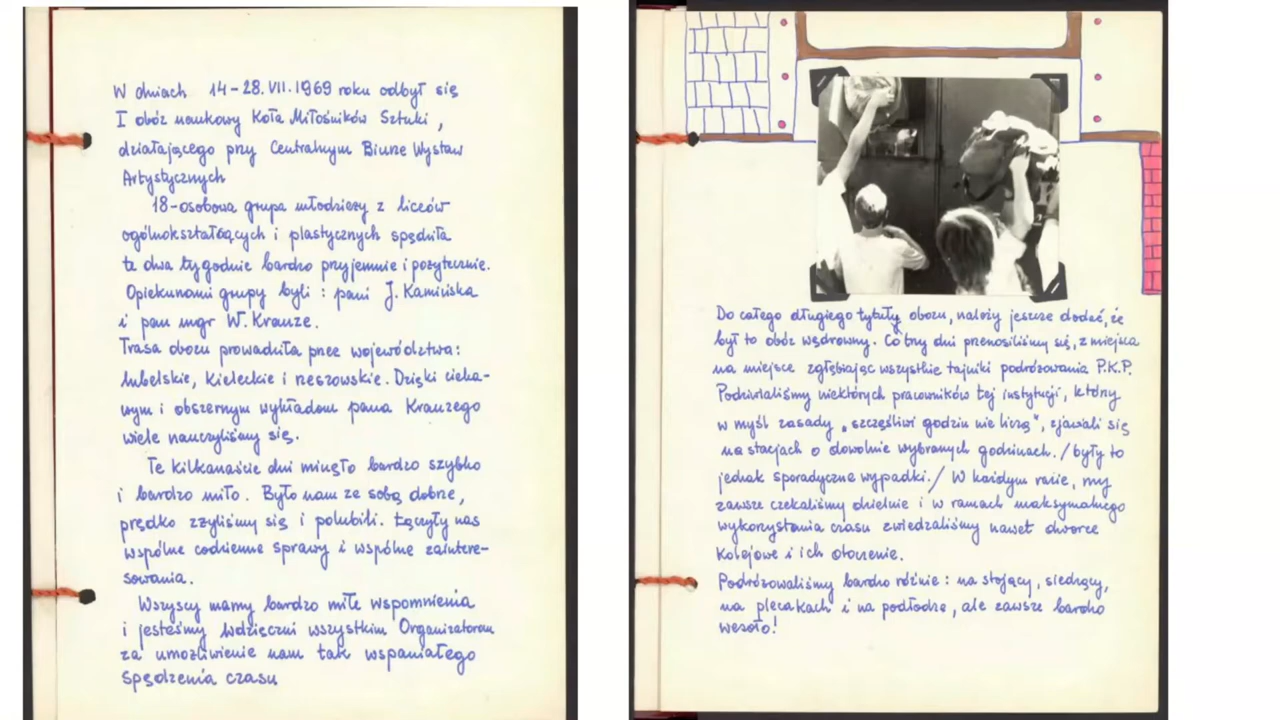 W dniach 14-28.VII.1969 roku odbył się
I obóz naukowy Koła Miłośników Sztuki,
działającego przy Centralnym Biurze Wystaw
Artystycznych
18-osobowa grupa młodzieży z liceów
ogólnokształcących i plastycznych spędziła
te dwa tygodnie bardzo przyjemnie i pożytecznie.
Opiekunami grupy byli : pani J. Kamińska
i pan mgr W. Krauze.
Trasa obozu prowadziła przez województwa:
lubelskie, kieleckie i rzeszowskie. Dzięki cieka-
wym i obszernym wykładom pana Krauzego
wiele nauczyliśmy się.
Te kilkanaście dni minęło bardzo szybko
i bardzo miło. Było nam ze sobą dobrze,
prędko zżyliśmy się i polubili. Łączyły nas
wspólne codzienne sprawy i wspólne zaintere-
sowania.
Wszyscy mamy bardzo miłe wspomnienia
i jesteśmy wdzięczni wszystkim Organizatorom
za umożliwienie nam tak wspaniałego
spędzenia czasu
Do całego długiego tytułu obozu, należy jeszcze dodać, że
był to obóz wędrowny. Co trzy dni przenosiliśmy się, z miejsca
na miejsce zgłębiając wszystkie tajniki podróżowania P.K.P.
Podziwialiśmy niektórych pracowników tej instytucji, który
w myśl zasady „szczęśliwi godzin nie liczą", zjawiali się
na stacjach o dowolnie wybranych godzinach. /były to
jednak sporadyczne wypadki./ W każdym razie, my
zawsze czekaliśmy dzielnie i w ramach maksymalnego
wykorzystania czasu zwiedzaliśmy nawet dworce
kolejowe i ich otoczenie.
Podróżowaliśmy bardzo różnie : na stojący, siedzący,
na plecakach i na podłodze, ale zawsze bardzo
wesoło!